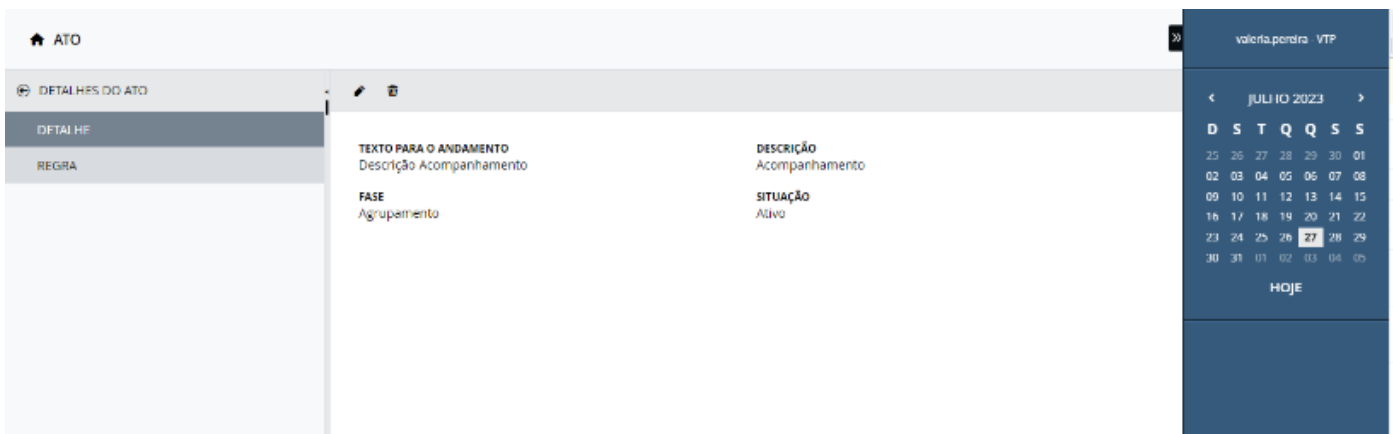 ATO
valeria.pereira - VTP
DETALHES DO ATO
DETALHE
REGRA
TEXTO PARA O ANDAMENTO
Descrição Acompanhamento
DESCRIÇÃO
Acompanhamento
FASE
Agrupamento
SITUAÇÃO
Ativo
JULHO 2023
D S T Q Q S S
25 26 27 28 29 30 01
02 03 04 05 06 07 08
09 10 11 12 13 14 15
16 17 18 19 20 21 22
23 24 25 26 27 28 29
30 31 01 02 03 04 05
HOJE